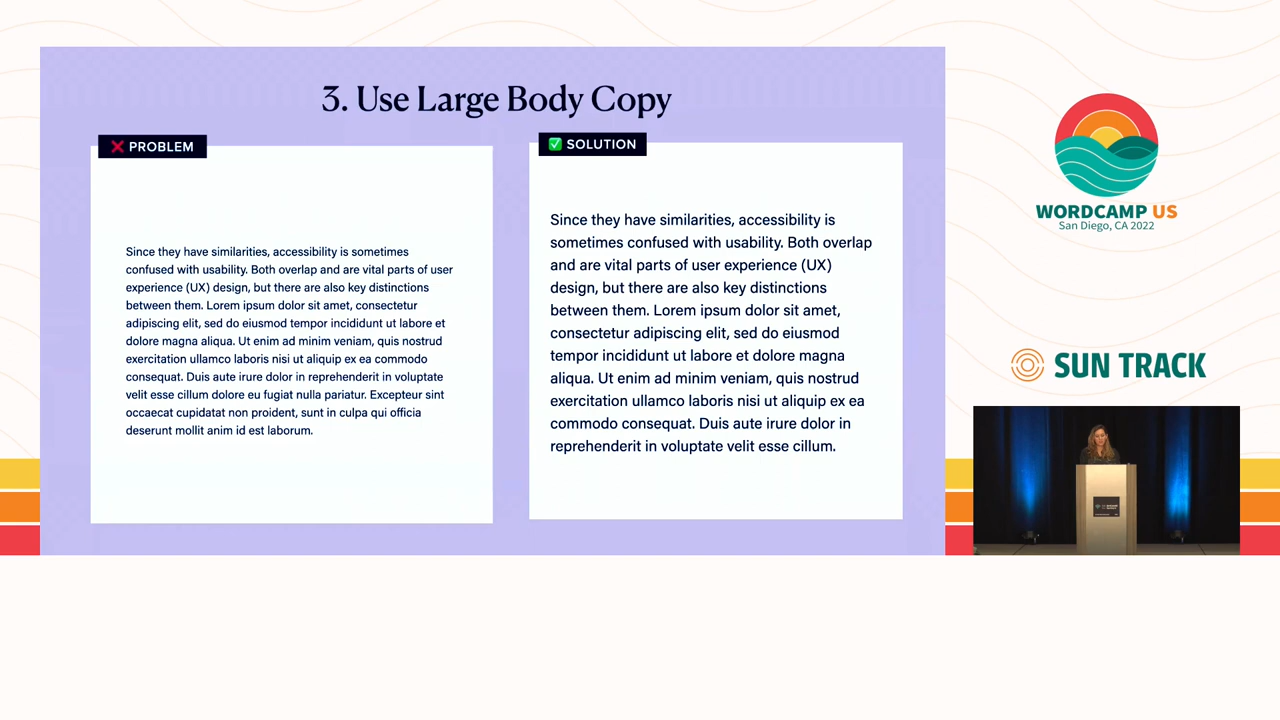 3. Use Large Body Copy
PROBLEM
Since they have similarities, accessibility is sometimes
confused with usability. Both overlap and are vital parts of user
experience (UX) design, but there are also key distinctions
between them. Lorem ipsum dolor sit amet, consectetur
adipiscing elit, sed do eiusmod tempor incididunt ut labore et
dolore magna aliqua. Ut enim ad minim veniam, quis nostrud
exercitation ullamco laboris nisi ut aliquip ex ea commodo
consequat. Duis aute irure dolor in reprehenderit in voluptate
velit esse cillum dolore eu fugiat nulla pariatur. Excepteur sint
occaecat cupidatat non proident, sunt in culpa qui officia
deserunt mollit anim id est laborum.
SOLUTION
Since they have similarities, accessibility is
sometimes confused with usability. Both overlap
and are vital parts of user experience (UX)
design, but there are also key distinctions
between them. Lorem ipsum dolor sit amet,
consectetur adipiscing elit, sed do eiusmod
tempor incididunt ut labore et dolore magna
aliqua. Ut enim ad minim veniam, quis nostrud
exercitation ullamco laboris nisi ut aliquip ex ea
commodo consequat. Duis aute irure dolor in
reprehenderit in voluptate velit esse cillum.
WORDCAMP US
San Diego, CA 2022
SUN TRACK